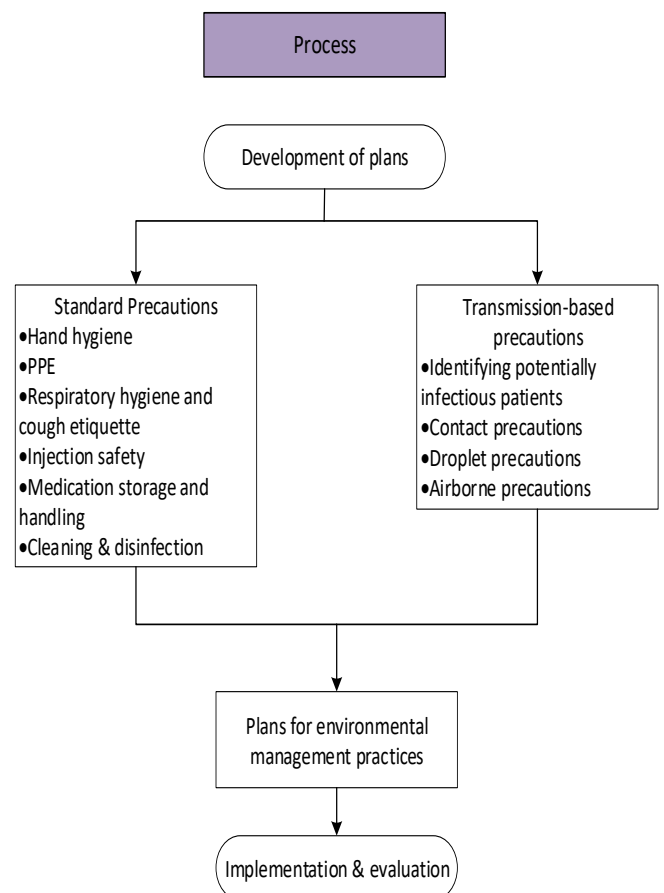 Process
Development of plans
Standard Precautions
•Hand hygiene
•PPE
•Respiratory hygiene and
cough etiquette
•Injection safety
•Medication storage and
handling
•Cleaning & disinfection
Transmission-based
precautions
•Identifying potentially
infectious patients
•Contact precautions
•Droplet precautions
•Airborne precautions
Plans for environmental
management practices
Implementation & evaluation